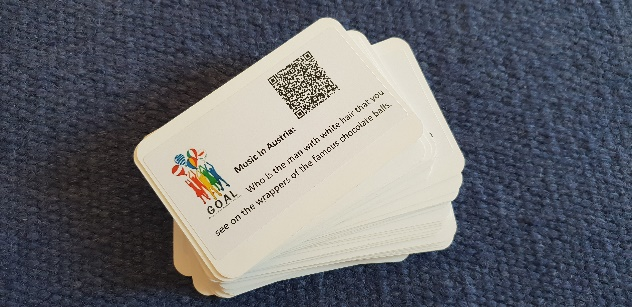 Music in Austria:
Who is the man with white hair that you
see on the wrappers of the famous chocolate balls.
GOAL